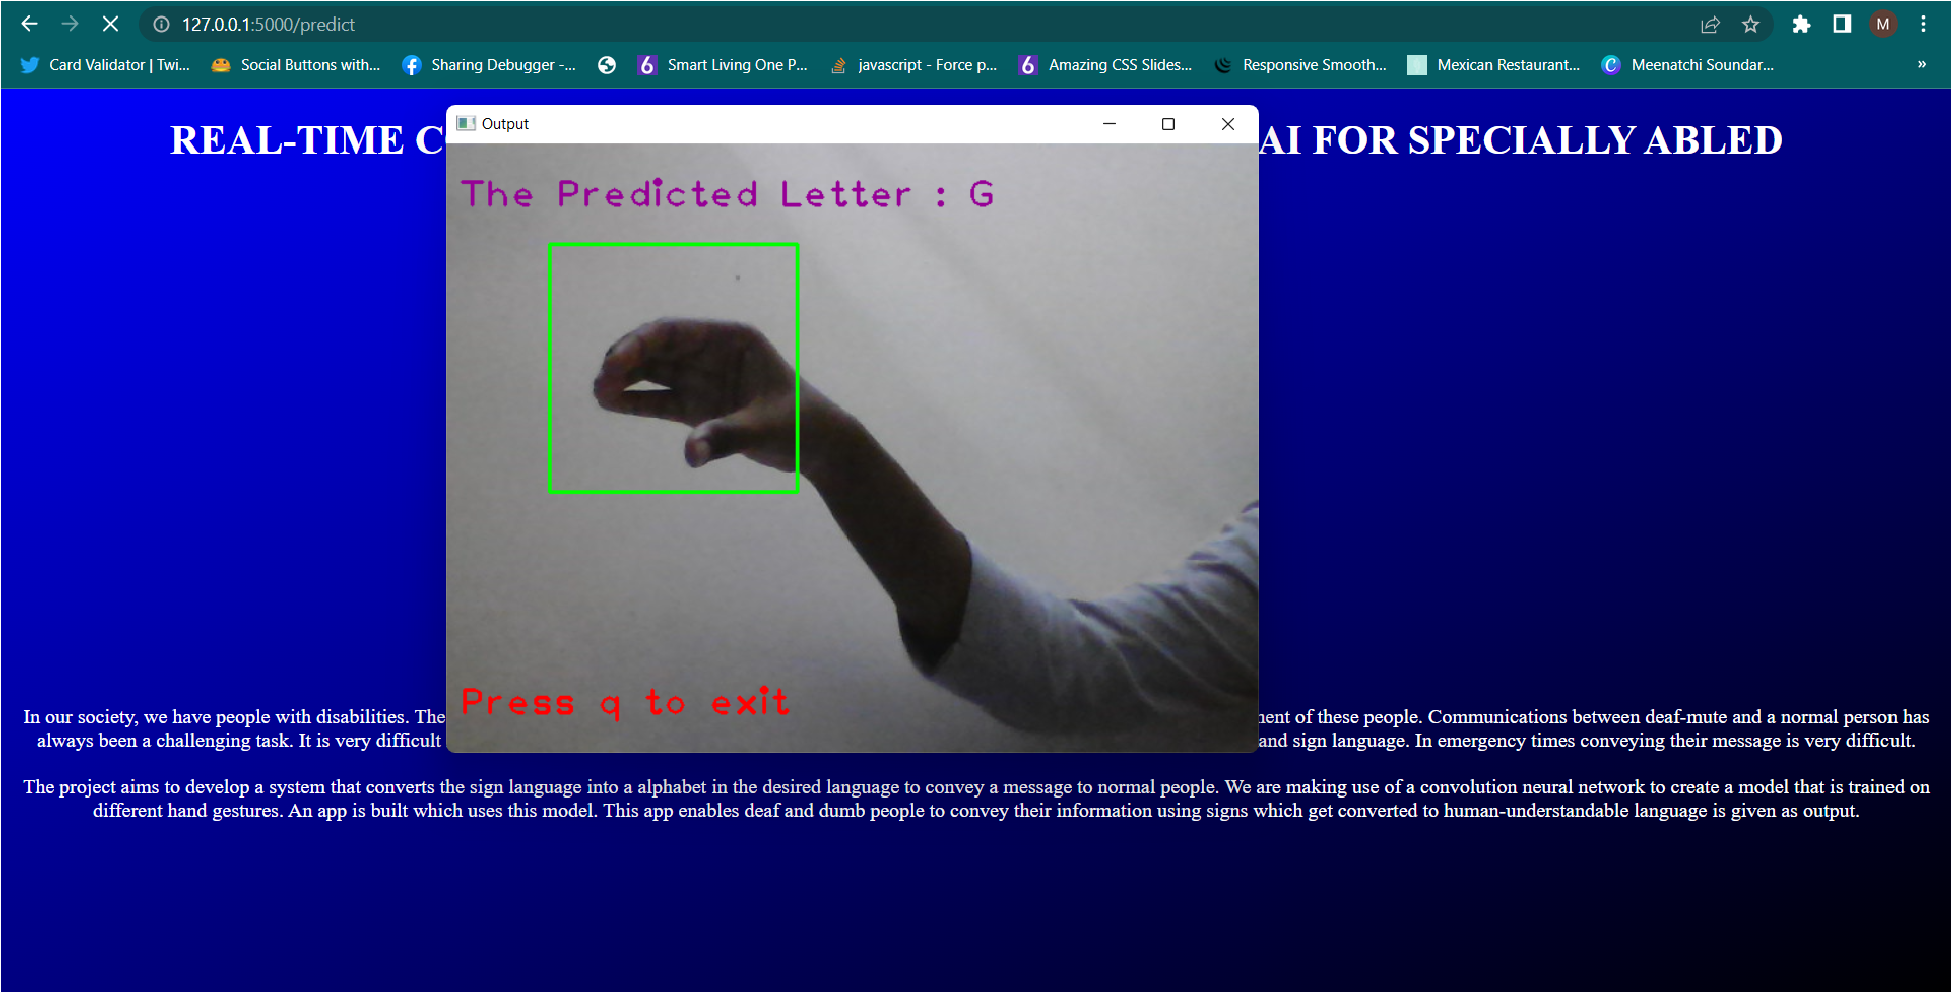 127.0.0.1:5000/predict
M
Card Validator | Twi...
Social Buttons with...
Sharing Debugger -...
6 Smart Living One P...
javascript - Force p...
6 Amazing CSS Slides...
Responsive Smooth...
Mexican Restaurant...
C Meenatchi Soundar...
»
Output
REAL-TIME C AI FOR SPECIALLY ABLED
The Predicted Letter : G
Press q to exit
In our society, we have people with disabilities. The ent of these people. Communications between deaf-mute and a normal person has
always been a challenging task. It is very difficult and sign language. In emergency times conveying their message is very difficult.
The project aims to develop a system that converts the sign language into a alphabet in the desired language to convey a message to normal people. We are making use of a convolution neural network to create a model that is trained on
different hand gestures. An app is built which uses this model. This app enables deaf and dumb people to convey their information using signs which get converted to human-understandable language is given as output.